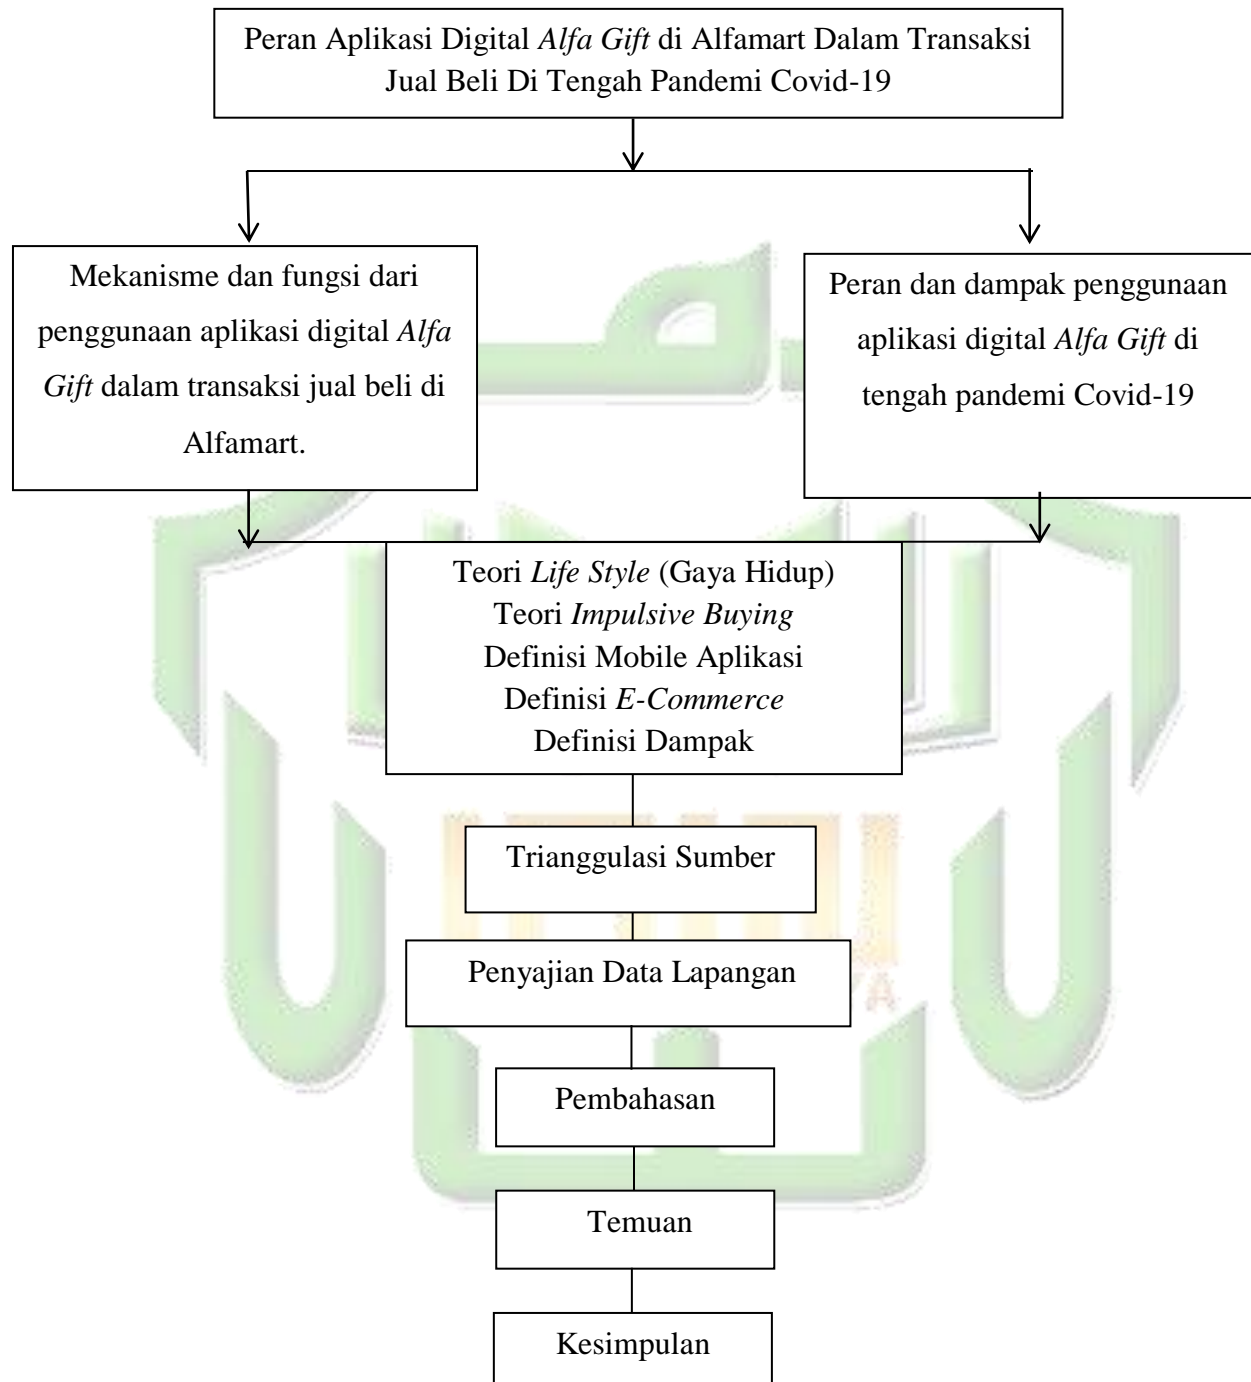 Peran Aplikasi Digital Alfa Gift di Alfamart Dalam Transaksi
Jual Beli Di Tengah Pandemi Covid-19
Mekanisme dan fungsi dari
penggunaan aplikasi digital Alfa
Gift dalam transaksi jual beli di
Alfamart.
Peran dan dampak penggunaan
aplikasi digital Alfa Gift di
tengah pandemi Covid-19
Teori Life Style (Gaya Hidup)
Teori Impulsive Buying
Definisi Mobile Aplikasi
Definisi E-Commerce
Definisi Dampak
Trianggulasi Sumber
Penyajian Data Lapangan
Pembahasan
Temuan
Kesimpulan